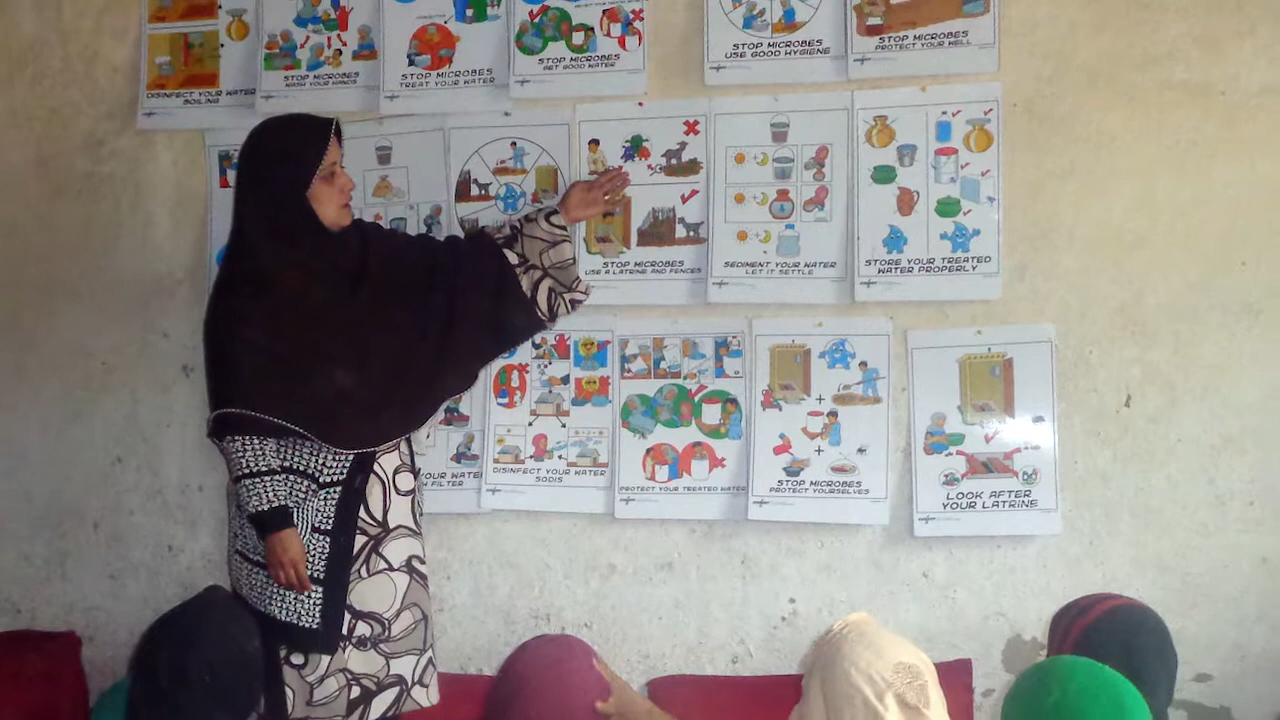 DISINFECT YOUR WATER
BOILING
STOP MICROBES
WASH YOUR HANDS
STOP MICROBES
TREAT YOUR WATER
STOP MICROBES
GET GOOD WATER
STOP MICROBES
USE GOOD HYGIENE
STOP MICROBES
PROTECT YOUR WELL
STOP MICROBES
USE A LATRINE AND FENCES
SEDIMENT YOUR WATER
LET IT SETTLE
STORE YOUR TREATED
WATER PROPERLY
YOUR WATER
FILTER
DISINFECT YOUR WATER
SODIS
PROTECT YOUR TREATED WATER
STOP MICROBES
PROTECT YOURSELVES
LOOK AFTER
YOUR LATRINE